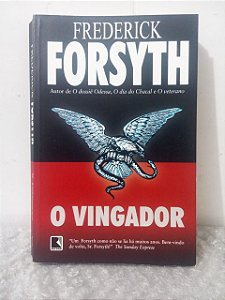 FREDERICK
FORSYTH
Autor de O dossiê Odessa, O dia do Chacal e O veterano
O VINGADOR
"Um Forsyth como não se lia há muitos anos. Bem-vindo
de volta, Sr. Forsyth!" The Sunday Express